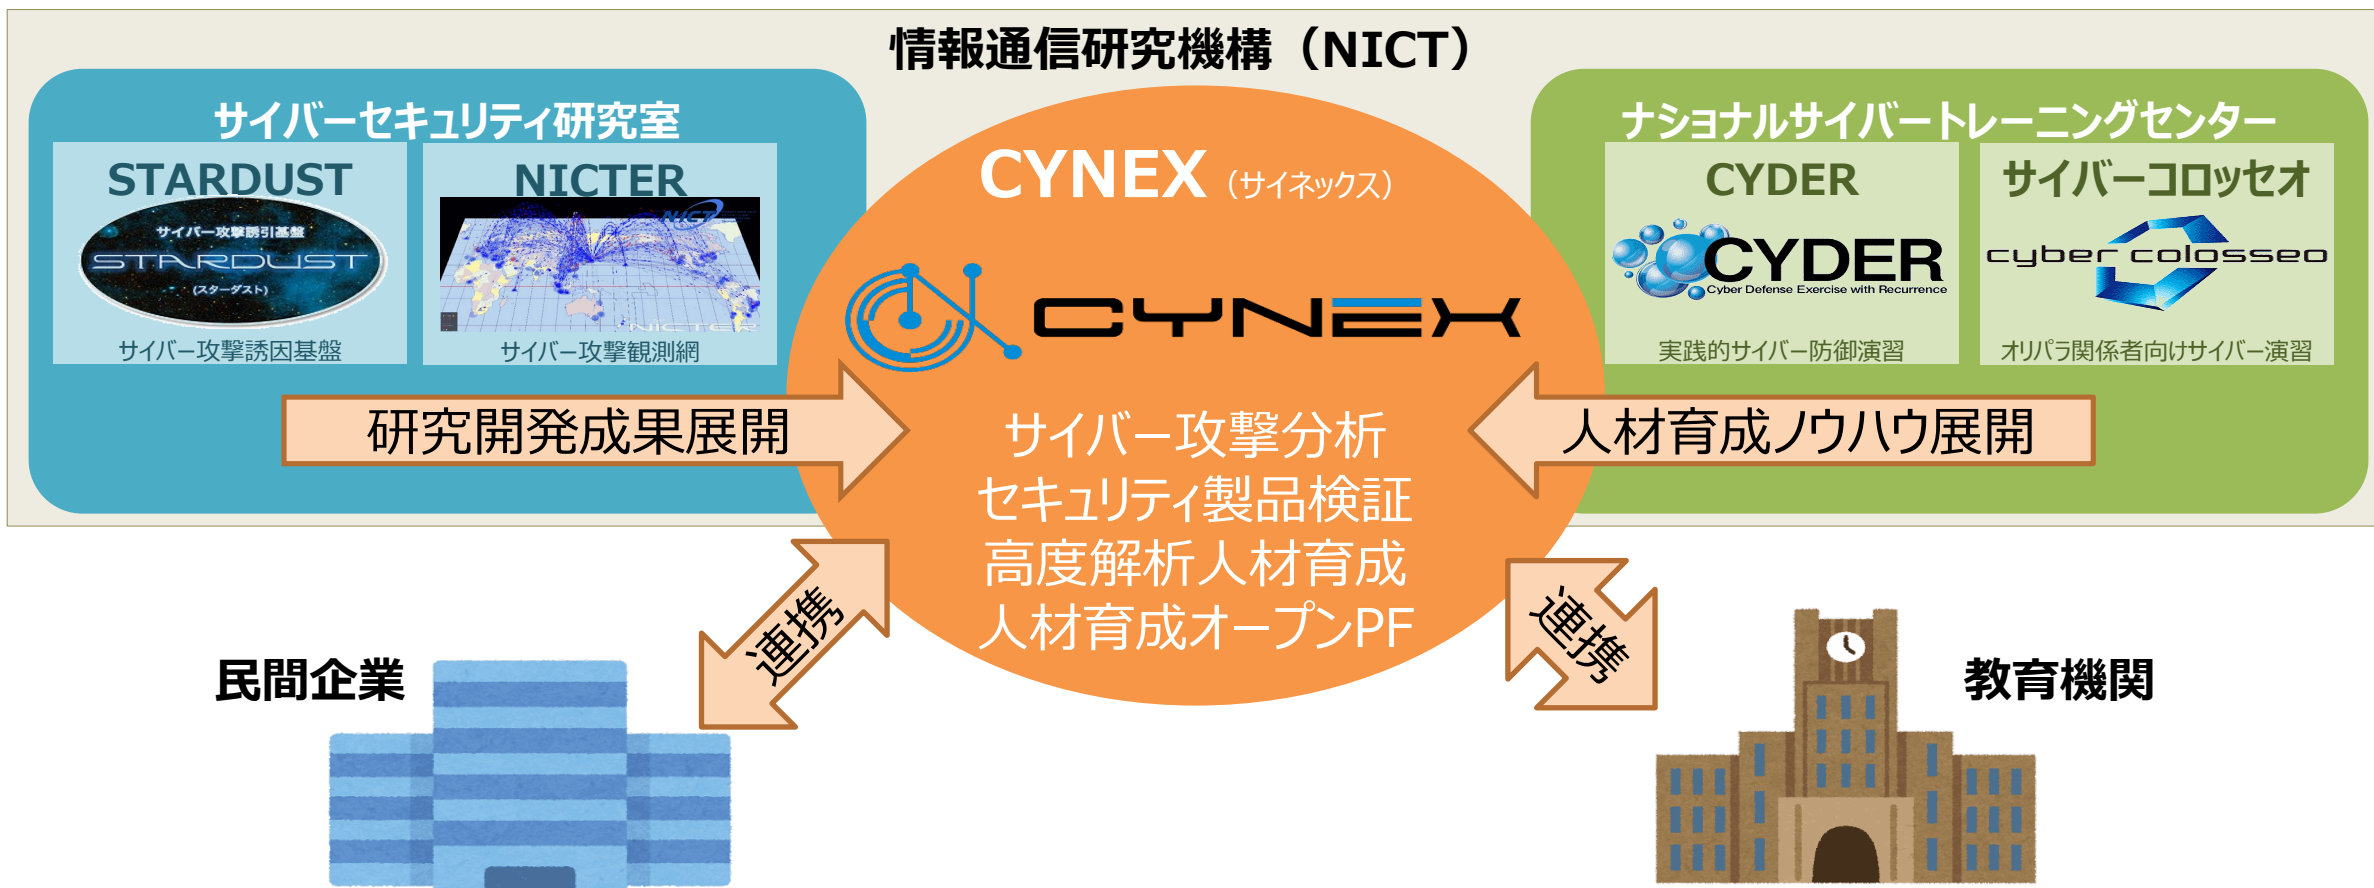 情報通信研究機構（NICT）
サイバーセキュリティ研究室
STARDUST
サイバー攻撃誘引基盤
STARDUST
(スターダスト)
サイバー攻撃誘因基盤
NICTER
NICT
NICTER
サイバー攻撃観測網
研究開発成果展開
CYNEX（サイネックス）
CYNEX
サイバー攻撃分析
セキュリティ製品検証
高度解析人材育成
人材育成オープンPF
ナショナルサイバートレーニングセンター
CYDER
CYDER
Cyber Defense Exercise with Recurrence
実践的サイバー防御演習
サイバーコロッセオ
cyber colosseo
オリパラ関係者向けサイバー演習
人材育成ノウハウ展開
連携
連携
民間企業
教育機関